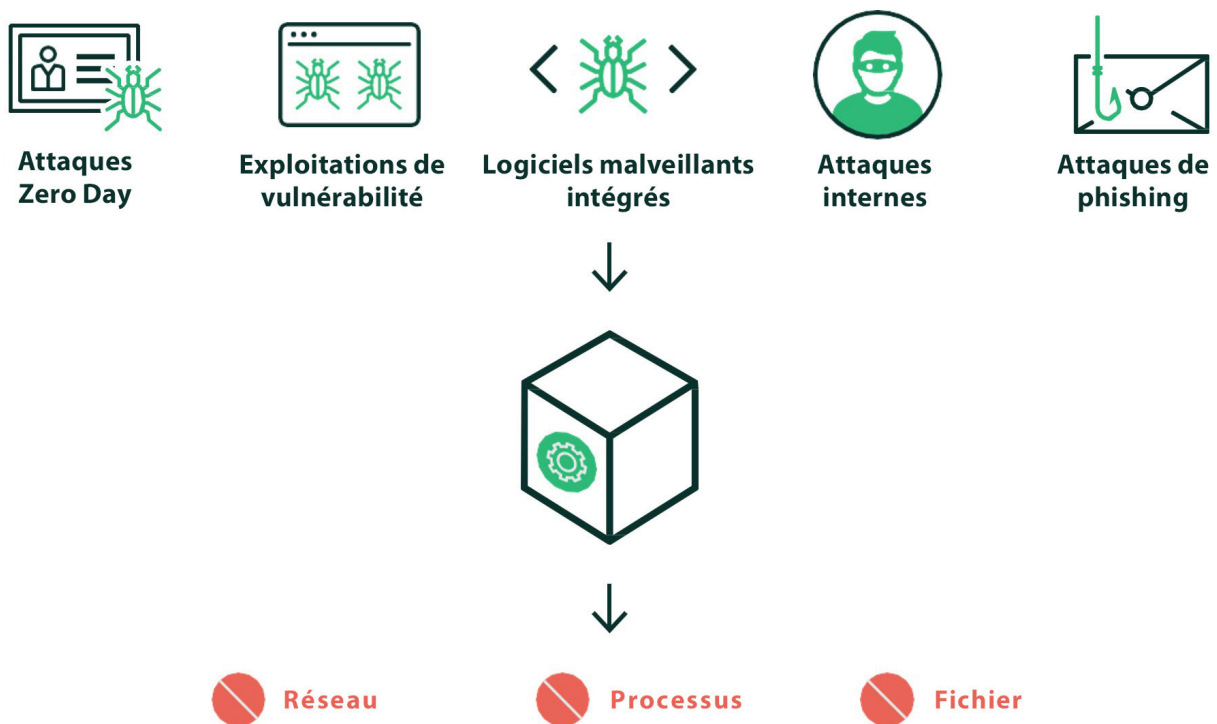 Attaques
Zero Day
Exploitations de
vulnérabilité
Logiciels malveillants
intégrés
Attaques
internes
Attaques de
phishing
Réseau
Processus
Fichier